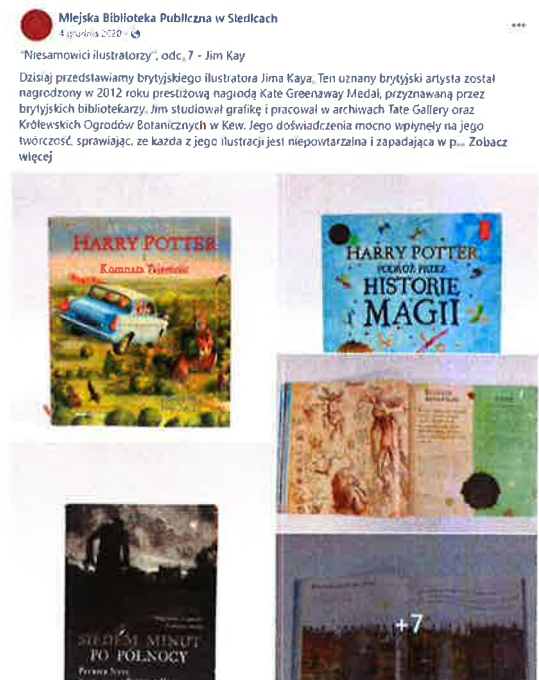 Miejska Biblioteka Publiczna w Siedlcach
4 grudnia 2020 ·
"Niesamowici ilustratorzy", odc. 7 - Jim Kay
Dzisiaj przedstawiamy brytyjskiego ilustratora Jima Kaya. Ten uznany brytyjski artysta został
nagrodzony w 2012 roku prestiżową nagrodą Kate Greenaway Medal, przyznawaną przez
brytyjskich bibliotekarzy. Jim studiował grafikę i pracował w archiwach Tate Gallery oraz
Królewskich Ogrodów Botanicznych w Kew. Jego doświadczenia mocno wpłynęły na jego
twórczość, sprawiając, że każda z jego ilustracji jest niepowtarzalna i zapadająca w p... Zobacz
więcej
HARRY POTTER
i
Komnata Tajemnic
HARRY POTTER
PODRÓŻ PRZEZ
HISTORIĘ
MAGII
SIEDEM MINUT
PO PÓŁNOCY
PATRICK NESS
+7